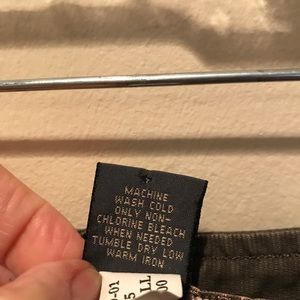 MACHINE
WASH COLD
ONLY NON-
CHLORINE BLEACH
WHEN NEEDED
TUMBLE DRY LOW
WARM IRON